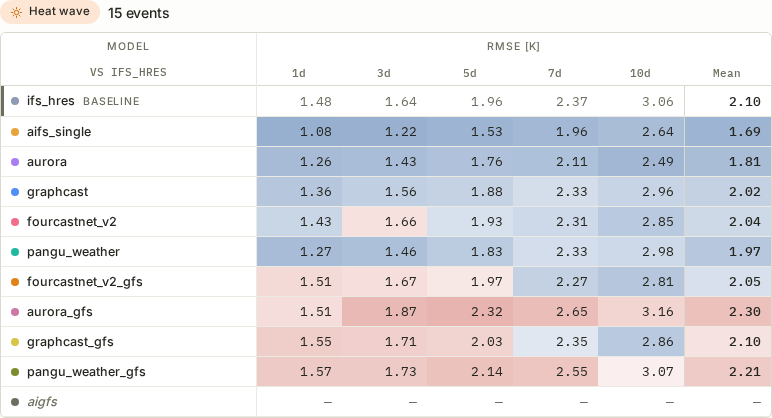 Heat wave 15 events
MODEL RMSE [K]
VS IFS_HRES 1d 3d 5d 7d 10d Mean
ifs_hres BASELINE 1.48 1.64 1.96 2.37 3.06 2.10
aifs_single 1.08 1.22 1.53 1.96 2.64 1.69
aurora 1.26 1.43 1.76 2.11 2.49 1.81
graphcast 1.36 1.56 1.88 2.33 2.96 2.02
fourcastnet_v2 1.43 1.66 1.93 2.31 2.85 2.04
pangu_weather 1.27 1.46 1.83 2.33 2.98 1.97
fourcastnet_v2_gfs 1.51 1.67 1.97 2.27 2.81 2.05
aurora_gfs 1.51 1.87 2.32 2.65 3.16 2.30
graphcast_gfs 1.55 1.71 2.03 2.35 2.86 2.10
pangu_weather_gfs 1.57 1.73 2.14 2.55 3.07 2.21
aigfs — — — — — —